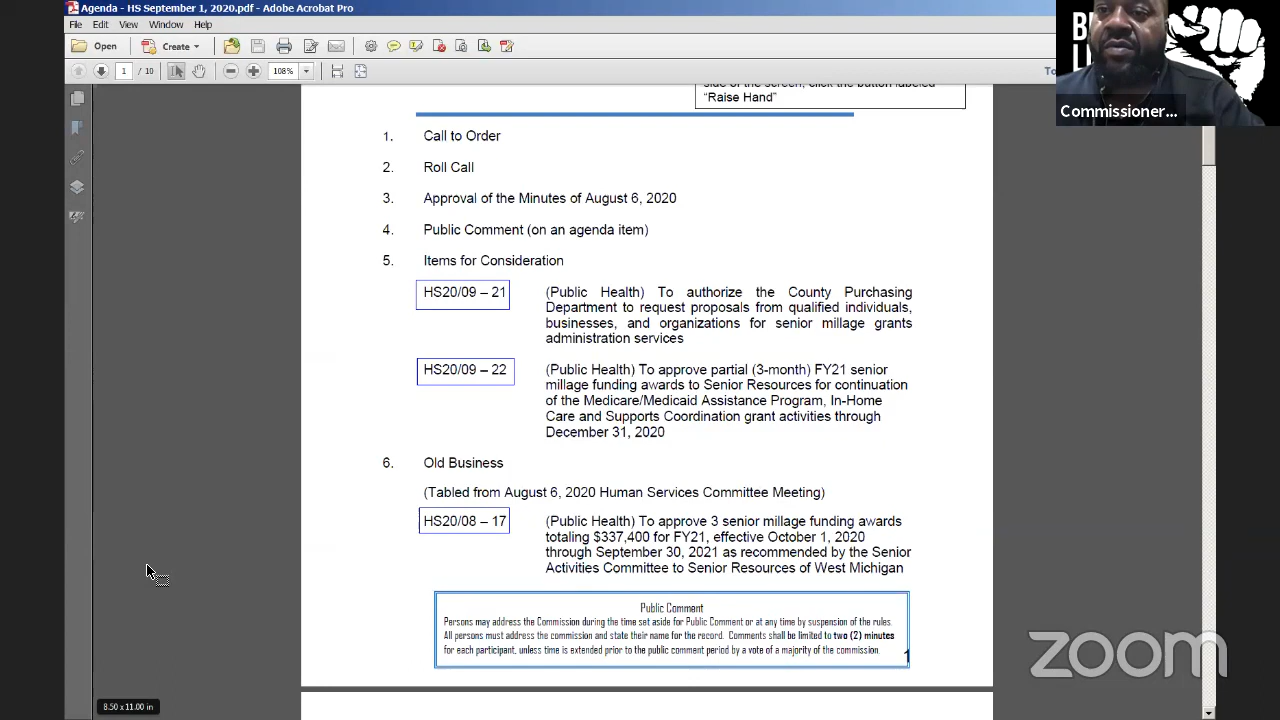 Agenda - HS September 1, 2020.pdf - Adobe Acrobat Pro
File Edit View Window Help
Open Create
1 / 10 108% To
side of the screen, click the button labeled
"Raise Hand"
1. Call to Order
2. Roll Call
3. Approval of the Minutes of August 6, 2020
4. Public Comment (on an agenda item)
5. Items for Consideration
HS20/09 – 21 (Public Health) To authorize the County Purchasing
Department to request proposals from qualified individuals,
businesses, and organizations for senior millage grants
administration services
HS20/09 – 22 (Public Health) To approve partial (3-month) FY21 senior
millage funding awards to Senior Resources for continuation
of the Medicare/Medicaid Assistance Program, In-Home
Care and Supports Coordination grant activities through
December 31, 2020
6. Old Business
(Tabled from August 6, 2020 Human Services Committee Meeting)
HS20/08 – 17 (Public Health) To approve 3 senior millage funding awards
totaling $337,400 for FY21, effective October 1, 2020
through September 30, 2021 as recommended by the Senior
Activities Committee to Senior Resources of West Michigan
Public Comment
Persons may address the Commission during the time set aside for Public Comment or at any time by suspension of the rules.
All persons must address the commission and state their name for the record. Comments shall be limited to two (2) minutes
for each participant, unless time is extended prior to the public comment period by a vote of a majority of the commission.
1
8.50 x 11.00 in
Commissioner...
zoom